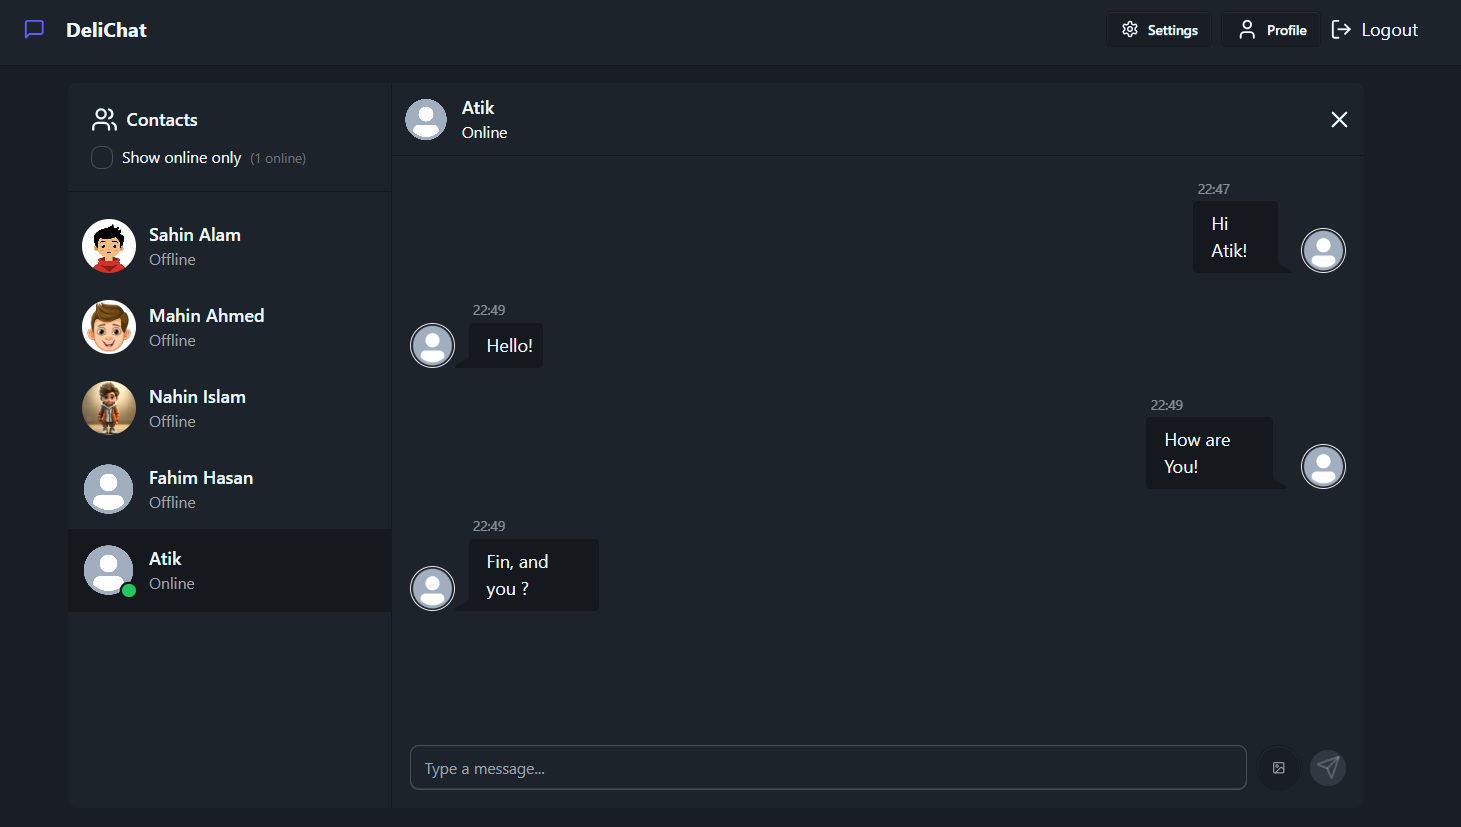 DeliChat
Settings
Profile
Logout
Contacts
Show online only (1 online)
Sahin Alam
Offline
Mahin Ahmed
Offline
Nahin Islam
Offline
Fahim Hasan
Offline
Atik
Online
Atik
Online
22:47
Hi
Atik!
22:49
Hello!
22:49
How are
You!
22:49
Fin, and
you ?
Type a message...